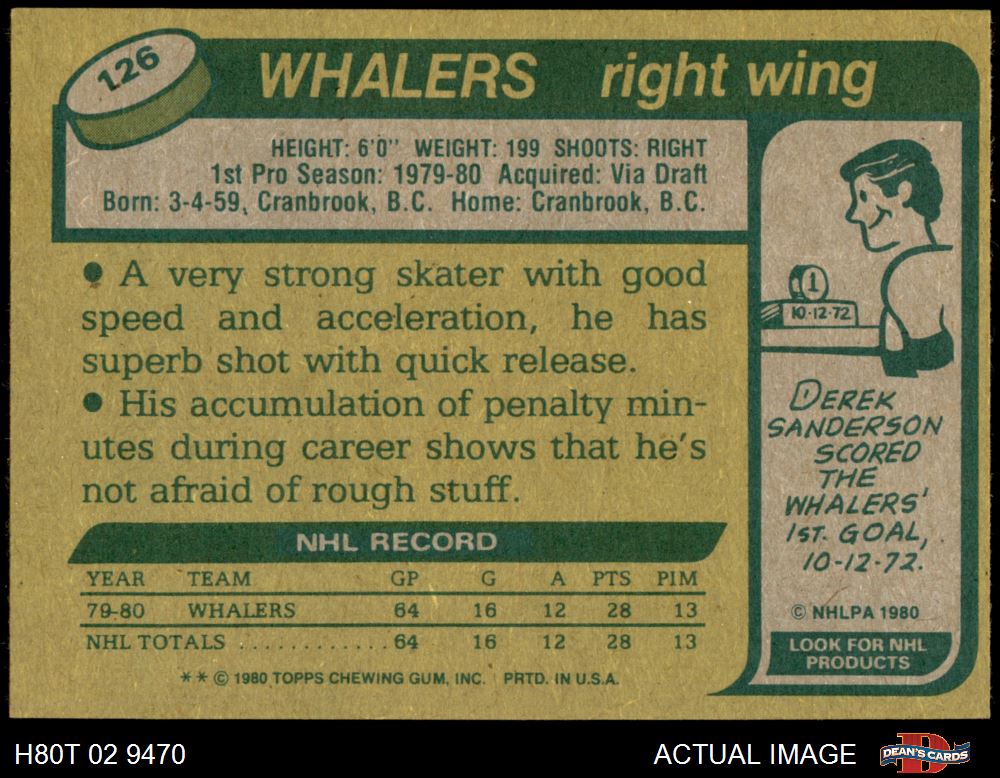 126
WHALERS right wing
HEIGHT: 6'0" WEIGHT: 199 SHOOTS: RIGHT
1st Pro Season: 1979-80 Acquired: Via Draft
Born: 3-4-59, Cranbrook, B.C. Home: Cranbrook, B.C.
● A very strong skater with good
speed and acceleration, he has
superb shot with quick release.
● His accumulation of penalty min-
utes during career shows that he's
not afraid of rough stuff.
NHL RECORD
YEAR TEAM GP G A PTS PIM
79-80 WHALERS 64 16 12 28 13
NHL TOTALS ............ 64 16 12 28 13
** © 1980 TOPPS CHEWING GUM, INC. PRTD. IN U.S.A.
1
10-12-72
DEREK
SANDERSON
SCORED
THE
WHALERS'
1ST. GOAL,
10-12-72.
© NHLPA 1980
LOOK FOR NHL
PRODUCTS
H80T 02 9470
ACTUAL IMAGE
DEAN'S CARDS